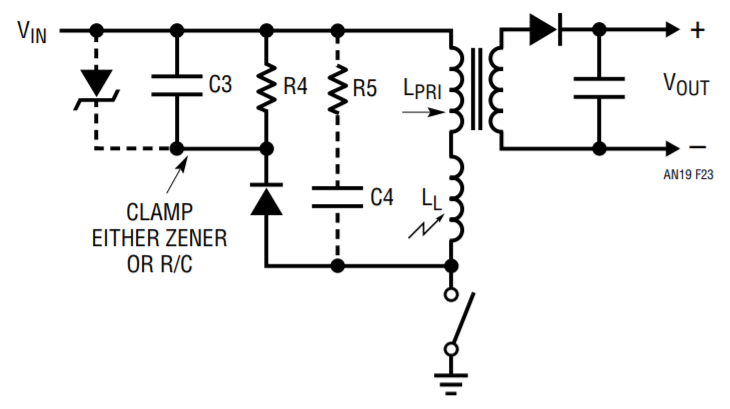 VIN
C3
R4
R5
LPRI
+
VOUT
−
AN19 F23
C4
LL
CLAMP
EITHER ZENER
OR R/C